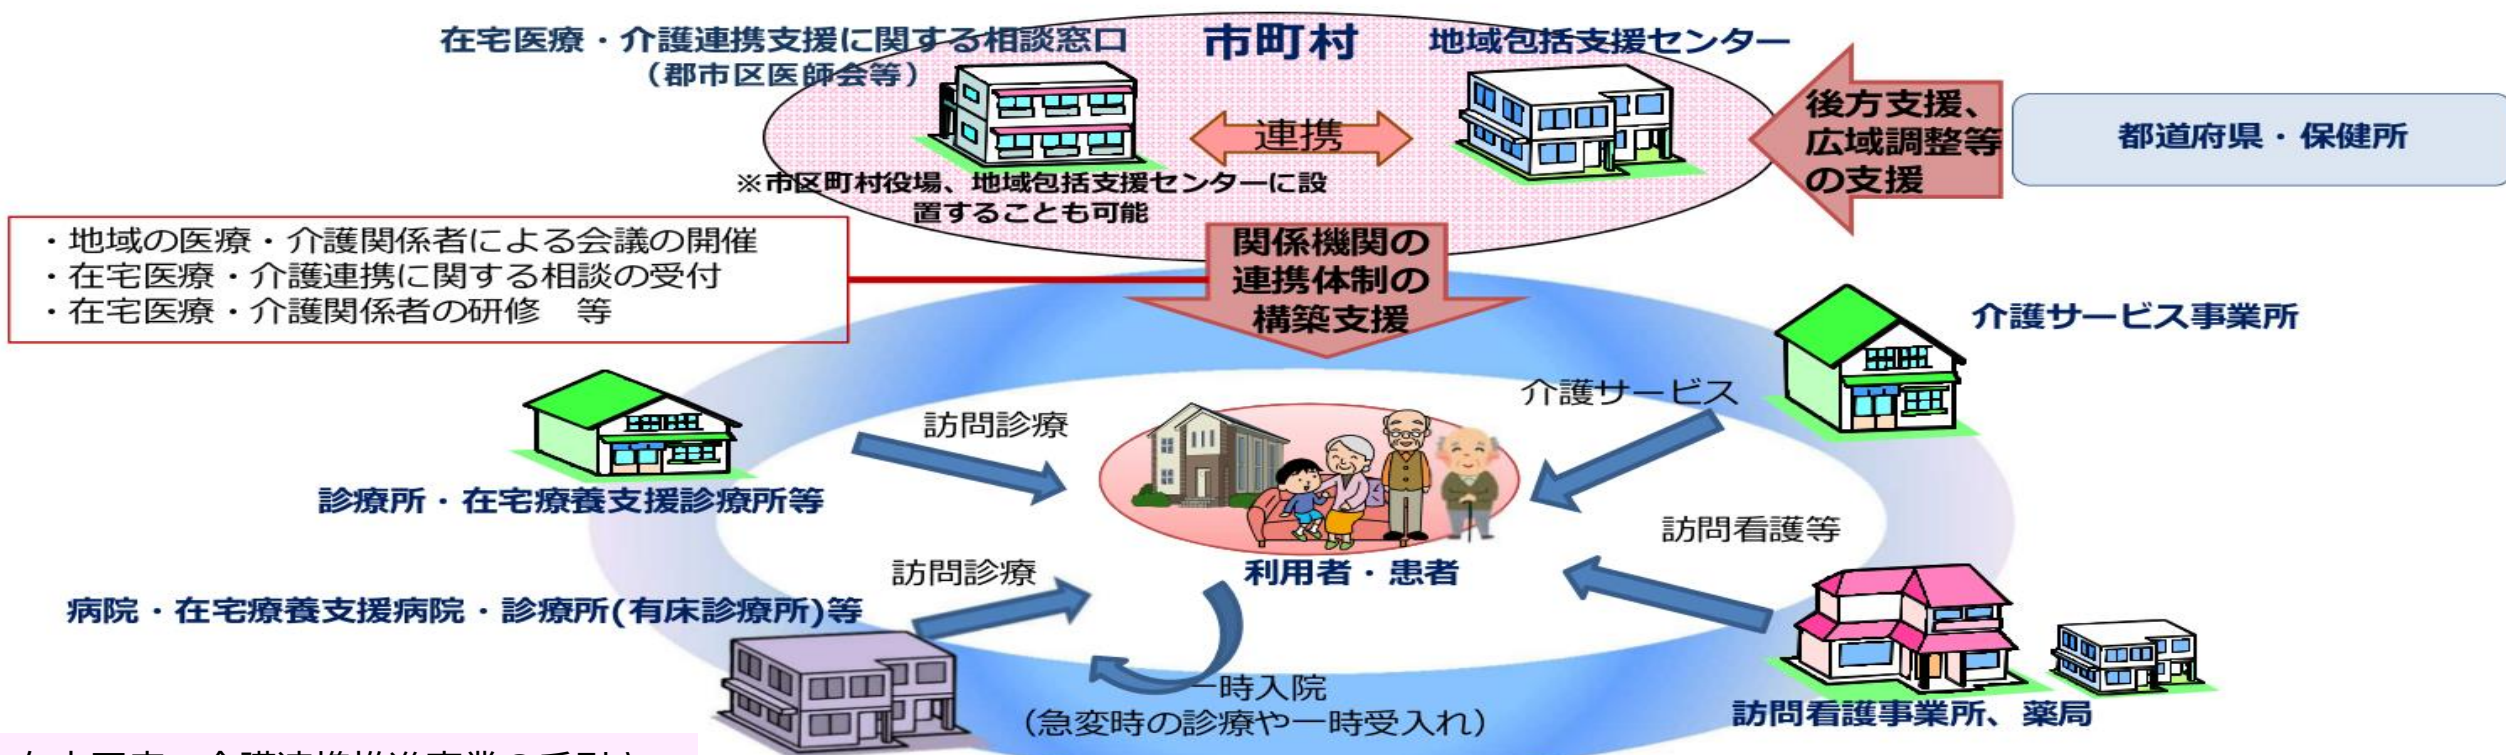 在宅医療・介護連携支援に関する相談窓口
（郡市区医師会等）
市町村
地域包括支援センター
連携
※市区町村役場、地域包括支援センターに設
置することも可能
後方支援、
広域調整等
の支援
都道府県・保健所
・地域の医療・介護関係者による会議の開催
・在宅医療・介護連携に関する相談の受付
・在宅医療・介護関係者の研修　等
関係機関の
連携体制の
構築支援
介護サービス事業所
介護サービス
訪問診療
診療所・在宅療養支援診療所等
利用者・患者
訪問看護等
訪問診療
病院・在宅療養支援病院・診療所(有床診療所)等
一時入院
（急変時の診療や一時受入れ）
訪問看護事業所、薬局